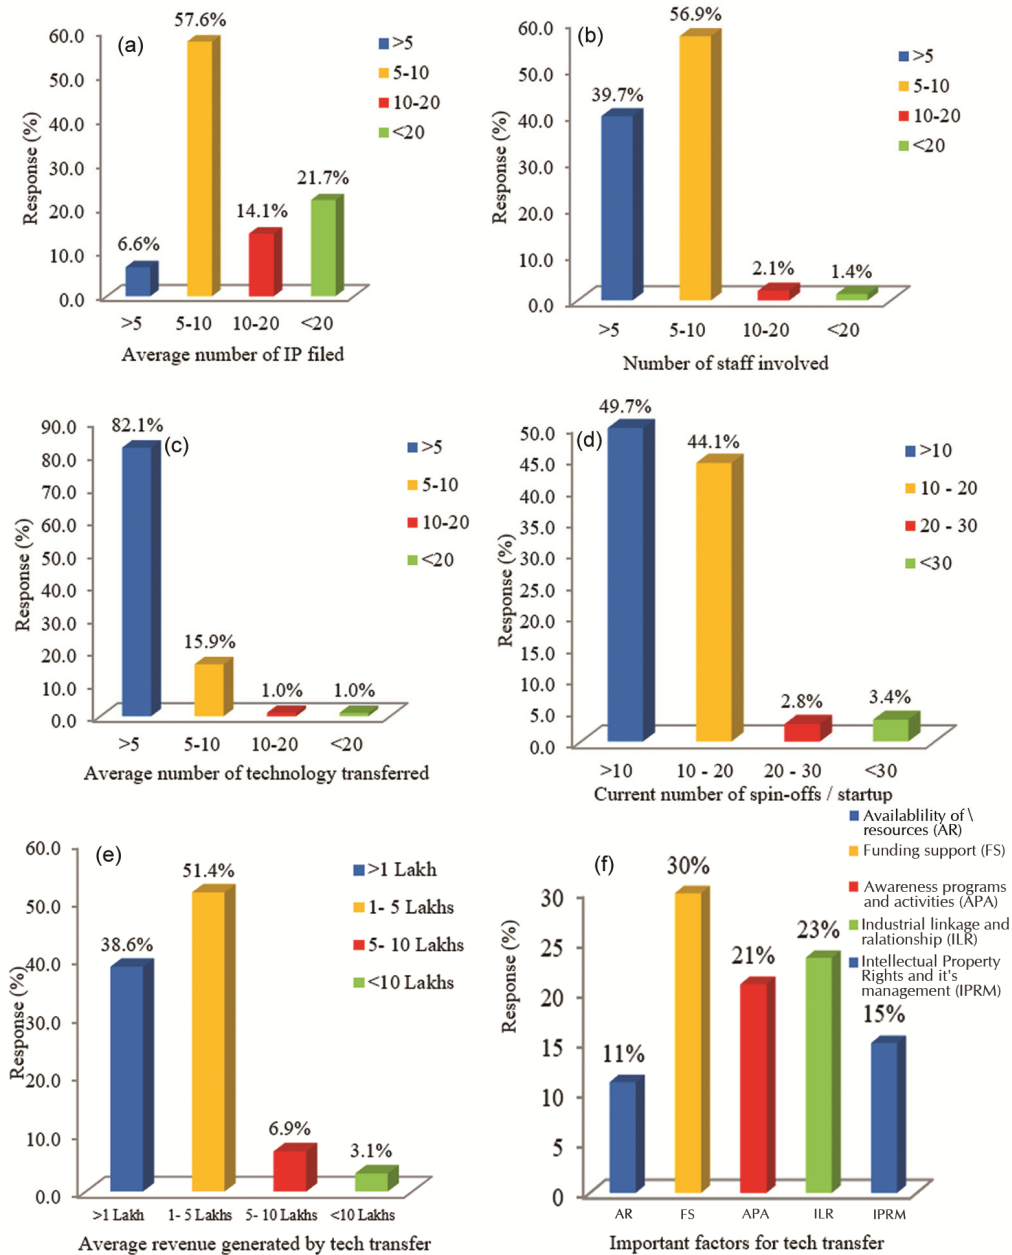 (a)
57.6%
60.0
50.0
40.0
30.0
20.0
10.0
0.0
Response (%)
6.6%
14.1%
21.7%
>5
5-10
10-20
<20
>5 5-10 10-20 <20
Average number of IP filed
(b)
56.9%
60.0
50.0
40.0
30.0
20.0
10.0
0.0
Response (%)
39.7%
2.1%
1.4%
>5
5-10
10-20
<20
>5 5-10 10-20 <20
Number of staff involved
(c)
82.1%
90.0
80.0
70.0
60.0
50.0
40.0
30.0
20.0
10.0
0.0
Response (%)
15.9%
1.0%
1.0%
>5
5-10
10-20
<20
>5 5-10 10-20 <20
Average number of technology transferred
(d)
49.7%
50.0
45.0
40.0
35.0
30.0
25.0
20.0
15.0
10.0
5.0
0.0
Response (%)
44.1%
2.8%
3.4%
>10
10 - 20
20 - 30
<30
>10 10 - 20 20 - 30 <30
Current number of spin-offs / startup
(e)
60.0
50.0
40.0
30.0
20.0
10.0
0.0
Response (%)
38.6%
51.4%
6.9%
3.1%
>1 Lakh
1- 5 Lakhs
5- 10 Lakhs
<10 Lakhs
>1 Lakh 1- 5 Lakhs 5- 10 Lakhs <10 Lakhs
Average revenue generated by tech transfer
(f)
30
25
20
15
10
5
0
Response (%)
11%
30%
21%
23%
15%
Availablility of \
resources (AR)
Funding support (FS)
Awareness programs
and activities (APA)
Industrial linkage and
ralationship (ILR)
Intellectual Property
Rights and it's
management (IPRM)
AR FS APA ILR IPRM
Important factors for tech transfer